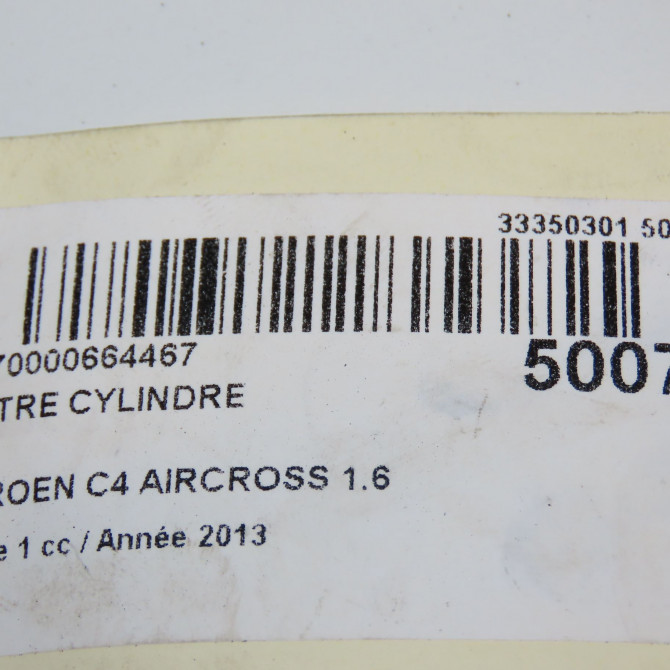 33350301 50
70000664467
5007
TRE CYLINDRE
ROEN C4 AIRCROSS 1.6
e 1 cc / Année 2013